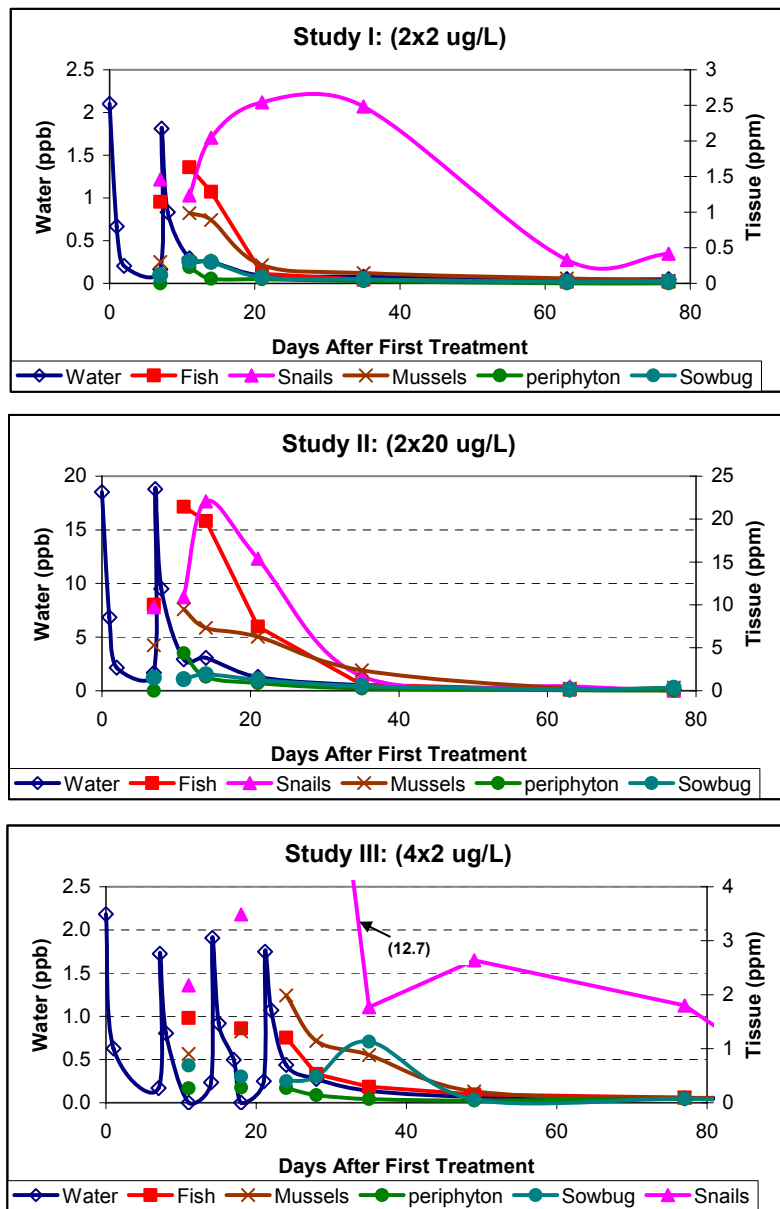 Study I: (2x2 ug/L)
Water (ppb)
2.5
2
1.5
1
0.5
0
Tissue (ppm)
3
2.5
2
1.5
1
0.5
0
0 20 40 60 80
Days After First Treatment
Water Fish Snails Mussels periphyton Sowbug
Study II: (2x20 ug/L)
Water (ppb)
20
15
10
5
0
Tissue (ppm)
25
20
15
10
5
0
0 20 40 60 80
Days After First Treatment
Water Fish Snails Mussels periphyton Sowbug
Study III: (4x2 ug/L)
Water (ppb)
2.5
2.0
1.5
1.0
0.5
0.0
(12.7)
Tissue (ppm)
4
3
2
1
0
0 20 40 60 80
Days After First Treatment
Water Fish Mussels periphyton Sowbug Snails